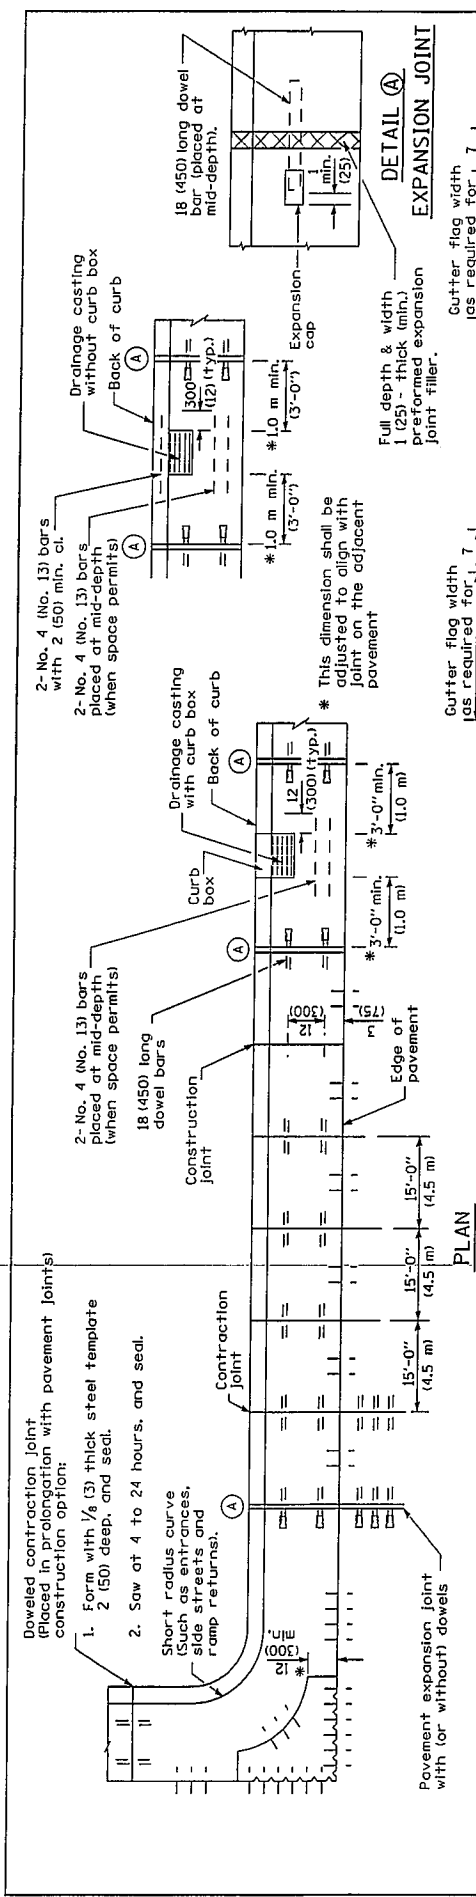 Doweled contraction joint
(Placed in prolongation with pavement joints)
construction option:
1. Form with 1/8 (3) thick steel template
2 (50) deep, and seal.
2. Saw at 4 to 24 hours, and seal.
Short radius curve
(Such as entrances,
side streets and
ramp returns).
*12
(300)
min.
Pavement expansion joint
with (or without) dowels
A
Contraction
joint
15'-0"
(4.5 m)
15'-0"
(4.5 m)
15'-0"
(4.5 m)
PLAN
2- No. 4 (No. 13) bars
placed at mid-depth
(when space permits)
18 (450) long
dowel bars
Construction
joint
12
(300)
3
(75)
Edge of
pavement
A
Curb
box
Drainage casting
with curb box
Back of curb
A
12
(300) (typ.)
*3'-0" min.
(1.0 m)
*3'-0" min.
(1.0 m)
* This dimension shall be
adjusted to align with
joint on the adjacent
pavement
2- No. 4 (No. 13) bars
with 2 (50) min. cl.
2- No. 4 (No. 13) bars
placed at mid-depth
(when space permits)
A
Drainage casting
without curb box
Back of curb
A
300
(12) (typ.)
*1.0 m min.
(3'-0")
*1.0 m min.
(3'-0")
18 (450) long dowel
bar (placed at
mid-depth).
Expansion
cap
1
min.
(25)
Full depth & width
1 (25) - thick (min.)
preformed expansion
joint filler.
DETAIL A
EXPANSION JOINT
Gutter flag width
as required for 7
Gutter flag width
as required for 7